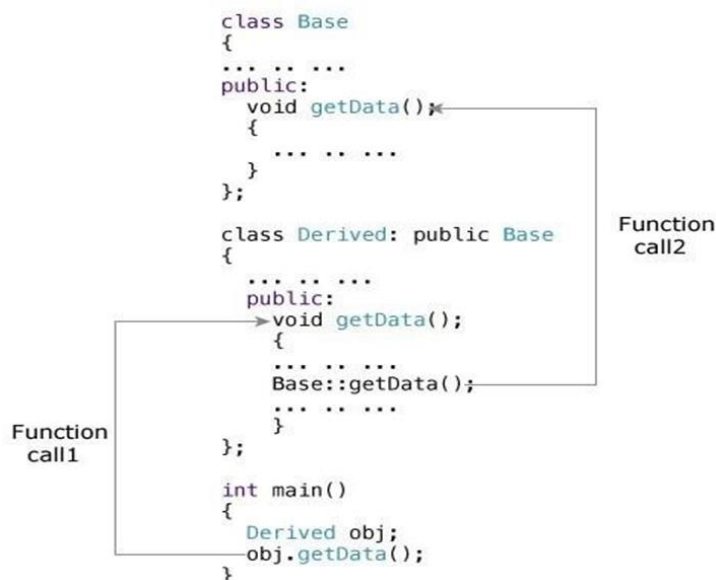 class Base
{
... .. ...
public:
void getData();
{
... .. ...
}
};
class Derived: public Base
{
... .. ...
public:
void getData();
{
... .. ...
Base::getData();
... .. ...
}
};
int main()
{
Derived obj;
obj.getData();
}
Function
call1
Function
call2